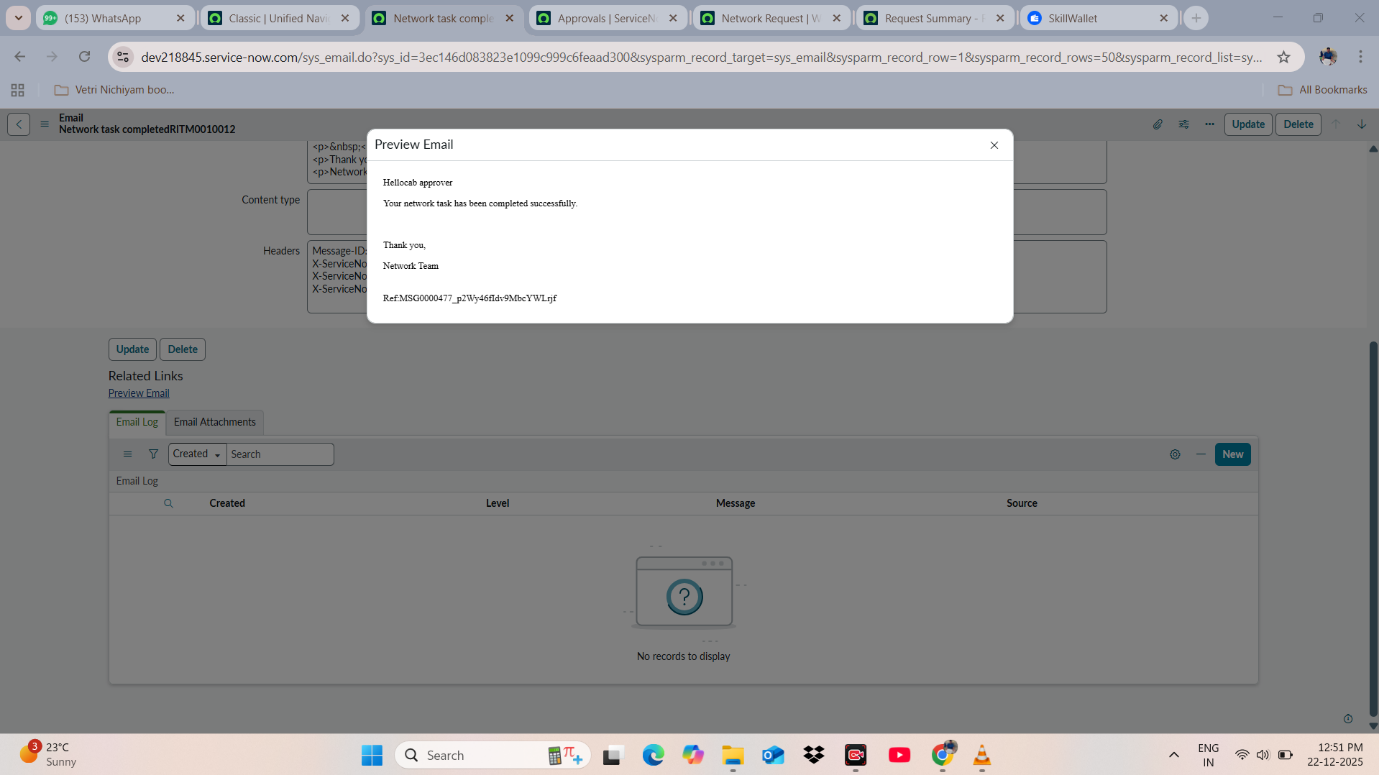 (153) WhatsApp
Classic | Unified Navi
Network task comple
Approvals | ServiceN
Network Request | W
Request Summary -
SkillWallet
dev218845.service-now.com/sys_email.do?sys_id=3ec146d083823e1099c999c6feaad300&sysparm_record_target=sys_email&sysparm_record_row=1&sysparm_record_rows=50&sysparm_record_list=sy...
Vetri Nichiyam boo...
All Bookmarks
Email
Network task completedRITM0010012
Update
Delete
Preview Email
<p>&nbsp;<
<p>Thank yo
<p>Network
Hellocab approver
Your network task has been completed successfully.
Content type
Thank you,
Headers
Message-ID:
X-ServiceNo
X-ServiceNo
X-ServiceNo
Network Team
Ref:MSG0000477_p2Wy46fIdv9MbcYWLrjf
Update
Delete
Related Links
Preview Email
Email Log
Email Attachments
Created
Search
New
Email Log
Created
Level
Message
Source
No records to display
3
23°C
Sunny
Search
ENG
IN
12:51 PM
22-12-2025